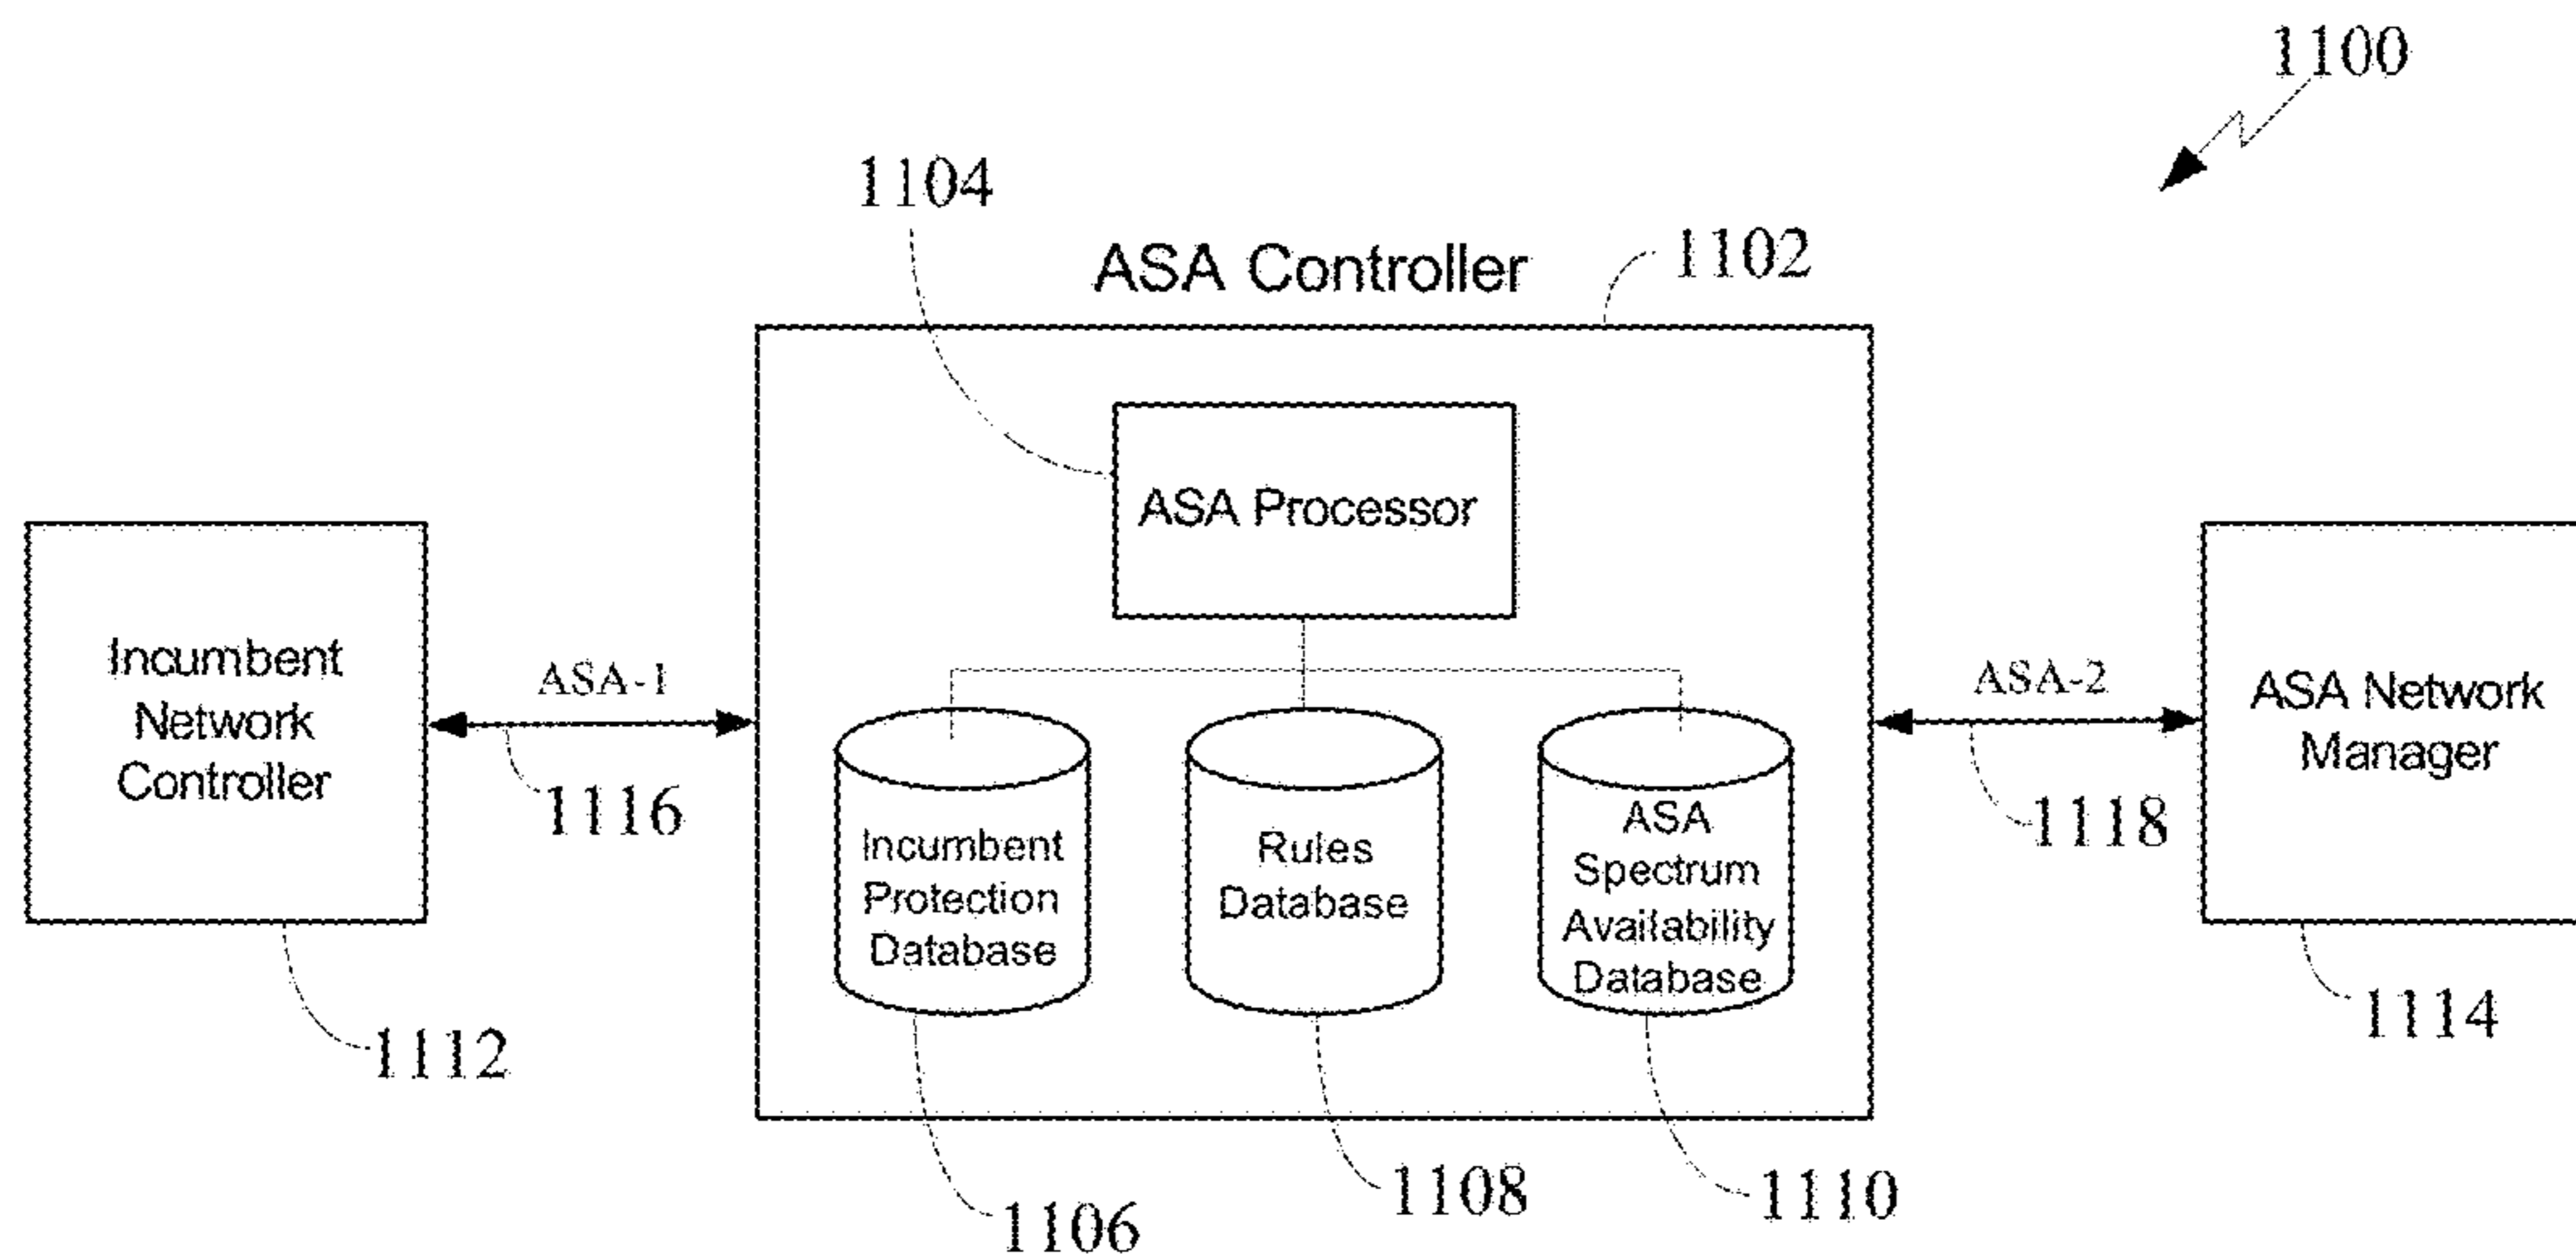 1100
1104
ASA Controller
1102
ASA Processor
Incumbent
Network
Controller
ASA-1
1116
ASA-2
1118
ASA Network
Manager
Incumbent
Protection
Database
Rules
Database
ASA
Spectrum
Availability
Database
1112
1114
1106
1108
1110